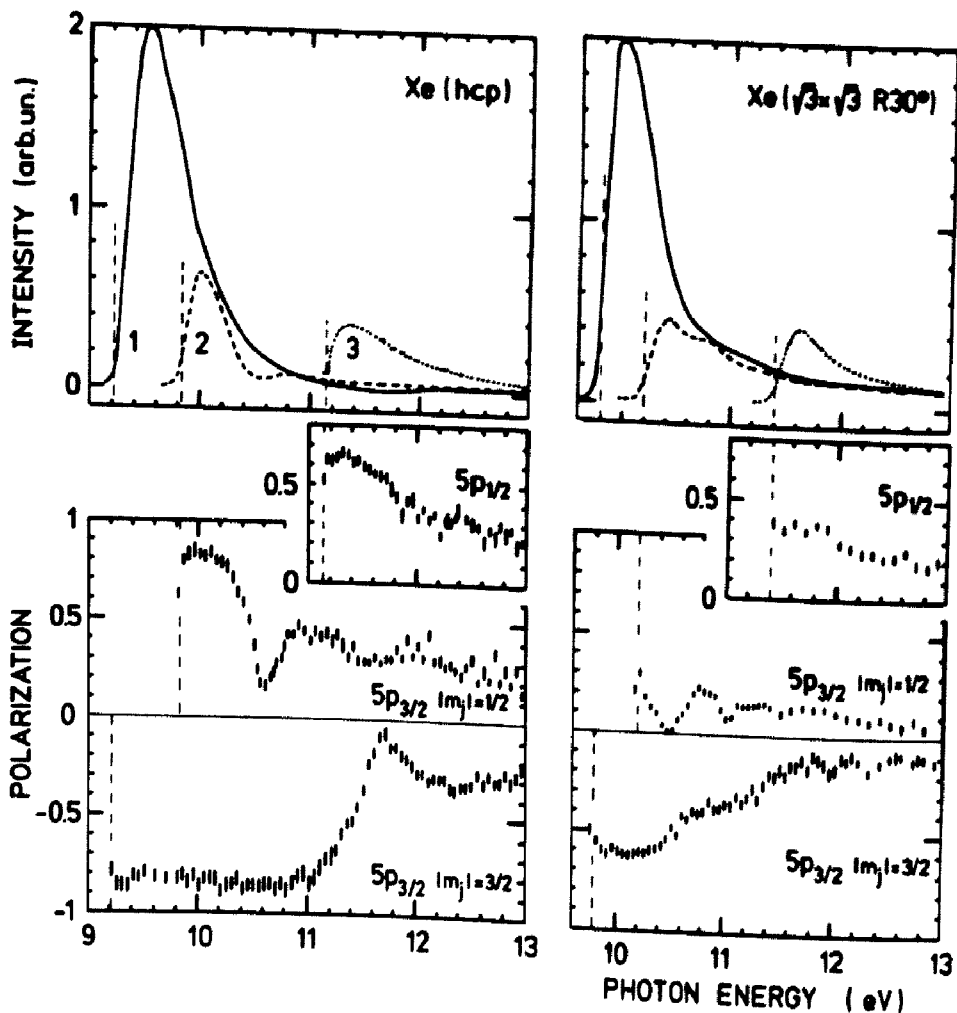 2
Xe (hcp)
Xe (√3×√3 R30°)
INTENSITY (arb.un.)
1
1
2
3
0
0.5
5p1/2
0
0.5
5p1/2
0
1
0.5
POLARIZATION
0
5p3/2 |mj|=1/2
5p3/2 |mj|=1/2
-0.5
5p3/2 |mj|=3/2
5p3/2 |mj|=3/2
-1
9
10
11
12
13
10
11
12
13
PHOTON ENERGY (eV)